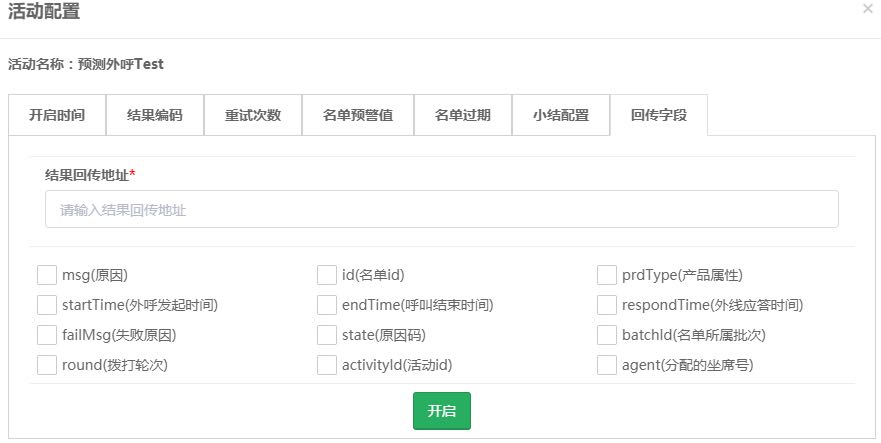 活动配置 ×
活动名称：预测外呼Test
开启时间 结果编码 重试次数 名单预警值 名单过期 小结配置 回传字段
结果回传地址*
请输入结果回传地址
msg(原因) id(名单id) prdType(产品属性)
startTime(外呼发起时间) endTime(呼叫结束时间) respondTime(外线应答时间)
failMsg(失败原因) state(原因码) batchId(名单所属批次)
round(拨打轮次) activityId(活动id) agent(分配的坐席号)
开启